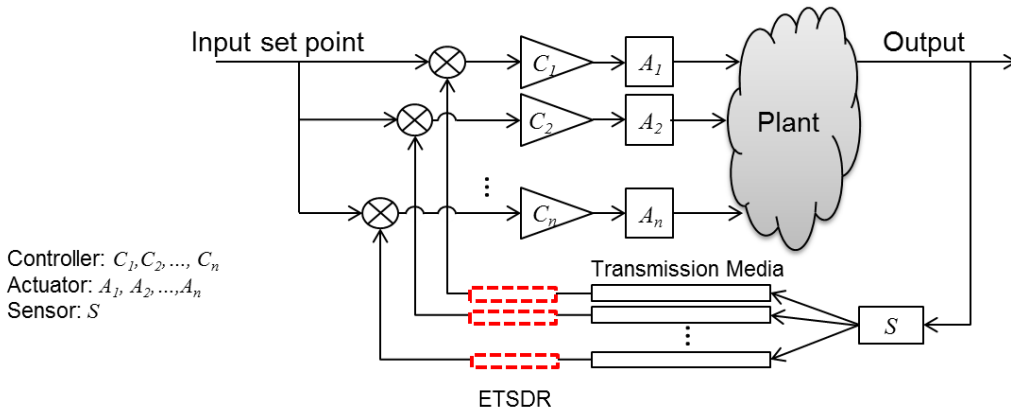 Input set point
Output
C1
A1
C2
A2
Plant
⋮
Cn
An
Controller: C1,C2,..., Cn
Actuator: A1, A2,...,An
Sensor: S
Transmission Media
S
⋮
ETSDR